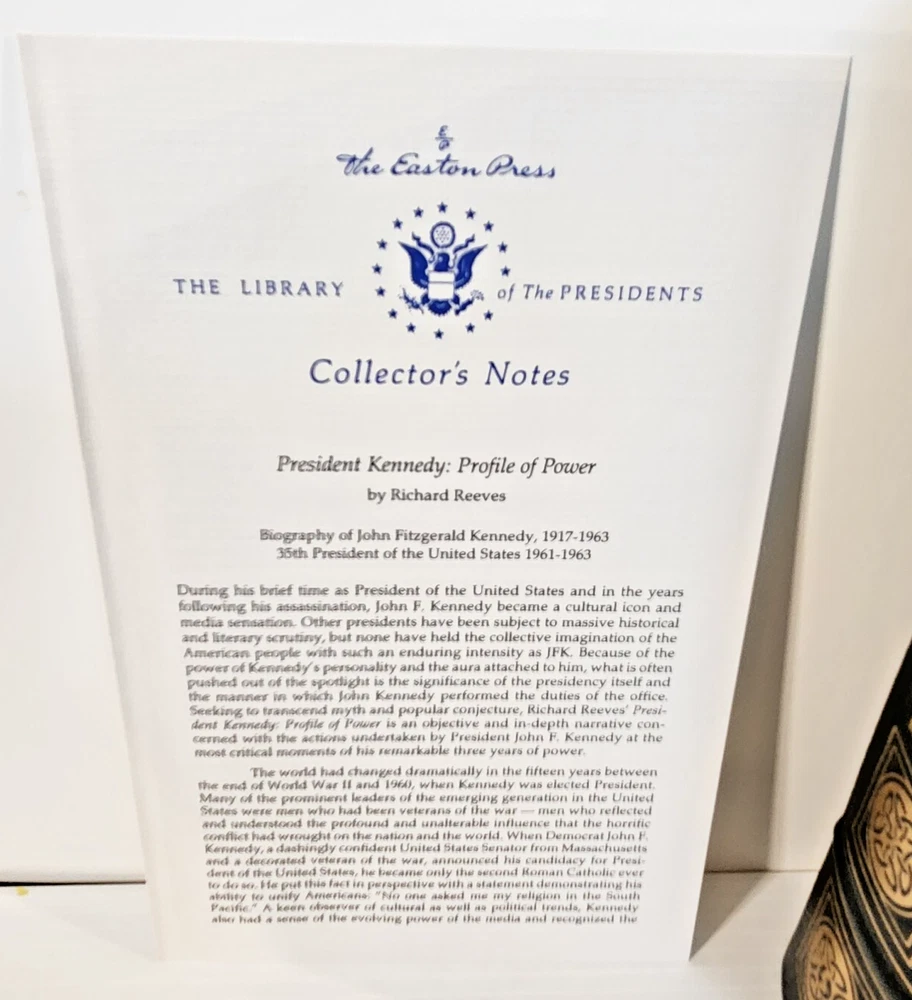 E
P
The Easton Press
THE LIBRARY of The PRESIDENTS
Collector's Notes
President Kennedy: Profile of Power
by Richard Reeves
Biography of John Fitzgerald Kennedy, 1917-1963
35th President of the United States 1961-1963
During his brief time as President of the United States and in the years
following his assassination, John F. Kennedy became a cultural icon and
media sensation. Other presidents have been subject to massive historical
and literary scrutiny, but none have held the collective imagination of the
American people with such an enduring intensity as JFK. Because of the
power of Kennedy's personality and the aura attached to him, what is often
pushed out of the spotlight is the significance of the presidency itself and
the manner in which John Kennedy performed the duties of the office.
Seeking to transcend myth and popular conjecture, Richard Reeves' Presi-
dent Kennedy: Profile of Power is an objective and in-depth narrative con-
cerned with the actions undertaken by President John F. Kennedy at the
most critical moments of his remarkable three years of power.
The world had changed dramatically in the fifteen years between
the end of World War II and 1960, when Kennedy was elected President.
Many of the prominent leaders of the emerging generation in the United
States were men who had been veterans of the war — men who reflected
and understood the profound and unalterable influence that the horrific
conflict had wrought on the nation and the world. When Democrat John F.
Kennedy, a dashingly confident United States Senator from Massachusetts
and a decorated veteran of the war, announced his candidacy for Presi-
dent of the United States, he became only the second Roman Catholic ever
to do so. He put this fact in perspective with a statement demonstrating his
ability to unify Americans: "No one asked me my religion in the South
Pacific." A keen observer of cultural as well as political trends, Kennedy
also had a sense of the evolving power of the media and recognized the